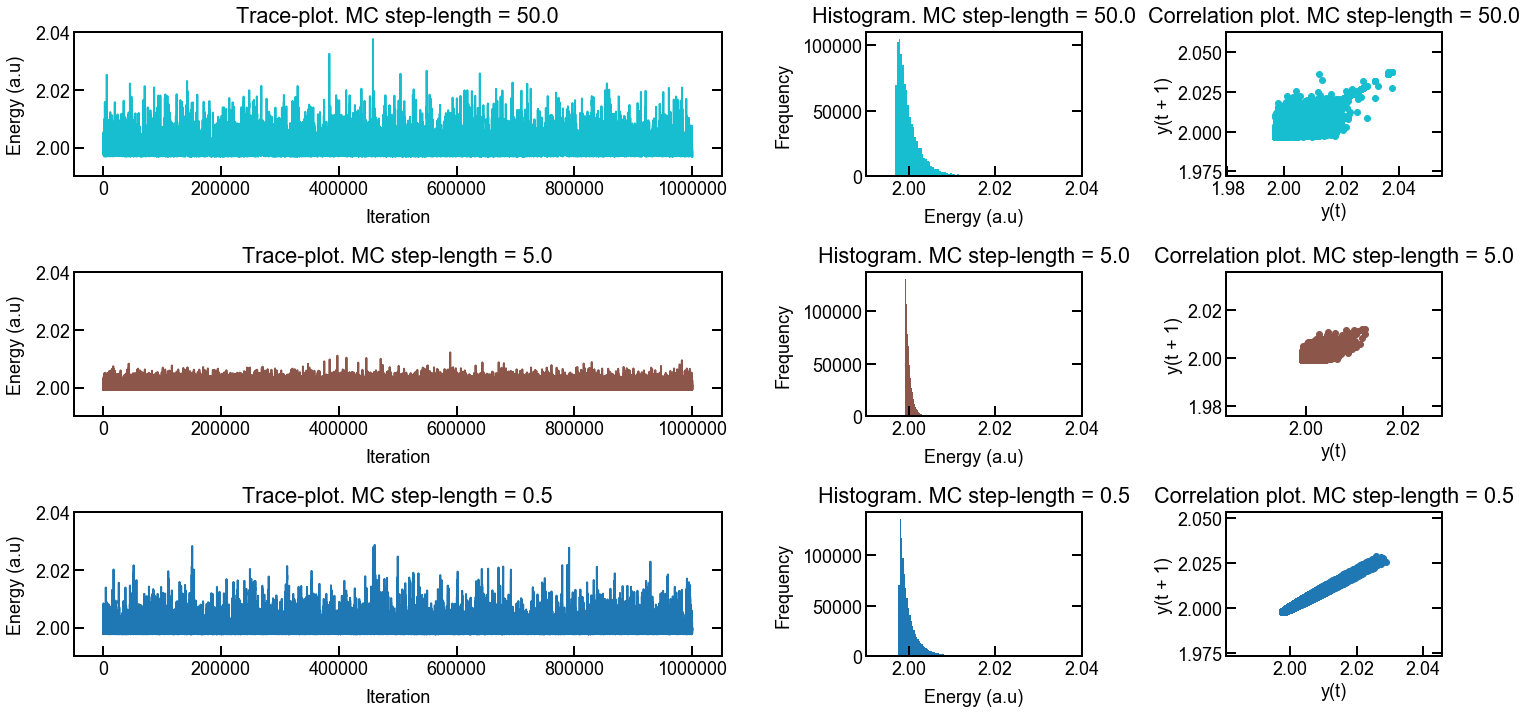 Trace-plot. MC step-length = 50.0
Energy (a.u)
2.04
2.02
2.00
0 200000 400000 600000 800000 1000000
Iteration
Histogram. MC step-length = 50.0
Frequency
100000
50000
0
2.00 2.02 2.04
Energy (a.u)
Correlation plot. MC step-length = 50.0
y(t + 1)
2.050
2.025
2.000
1.975
1.98 2.00 2.02 2.04
y(t)
Trace-plot. MC step-length = 5.0
Energy (a.u)
2.04
2.02
2.00
0 200000 400000 600000 800000 1000000
Iteration
Histogram. MC step-length = 5.0
Frequency
100000
50000
0
2.00 2.02 2.04
Energy (a.u)
Correlation plot. MC step-length = 5.0
y(t + 1)
2.02
2.00
1.98
2.00 2.02
y(t)
Trace-plot. MC step-length = 0.5
Energy (a.u)
2.04
2.02
2.00
0 200000 400000 600000 800000 1000000
Iteration
Histogram. MC step-length = 0.5
Frequency
100000
50000
0
2.00 2.02 2.04
Energy (a.u)
Correlation plot. MC step-length = 0.5
y(t + 1)
2.050
2.025
2.000
1.975
2.00 2.02 2.04
y(t)